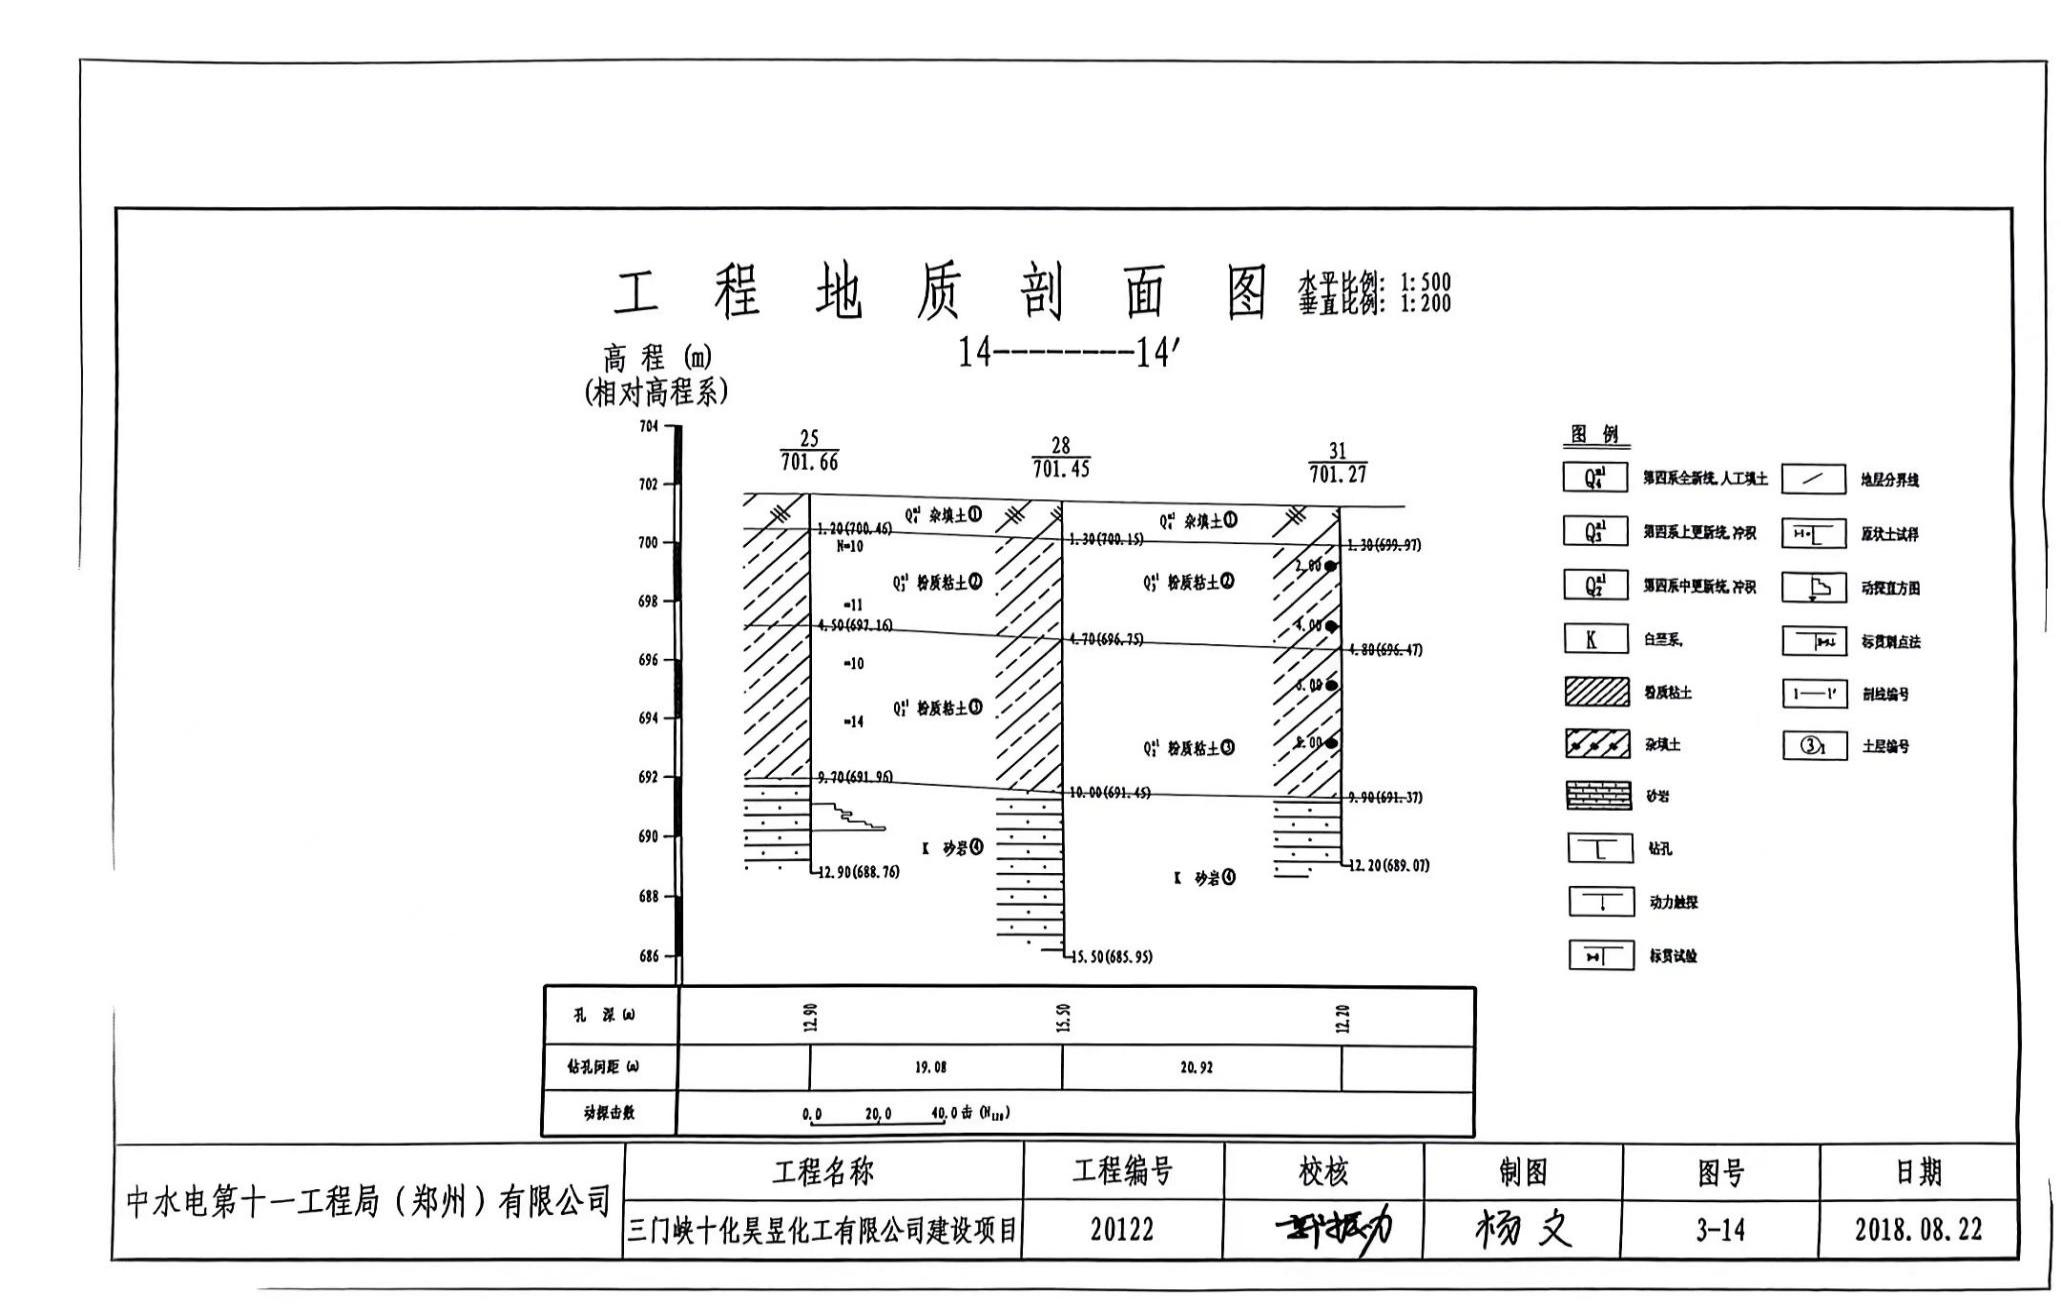 工程地质剖面图 水平比例: 1:500
垂直比例: 1:200
14--------14′
高程 (m)
(相对高程系)
704
702
700
698
696
694
692
690
688
686
25
701.66
28
701.45
31
701.27
1.20(700.46)
N=10
=11
4.50(697.16)
=10
=14
9.70(691.96)
12.90(688.76)
杂填土①
粉质粘土②
粉质粘土③
K 砂岩④
1.30(700.15)
4.70(696.75)
10.00(691.45)
15.50(685.95)
杂填土①
粉质粘土②
粉质粘土③
K 砂岩④
1.30(699.97)
2.00
4.00
4.80(696.47)
6.00
8.00
9.90(691.37)
12.20(689.07)
图 例
第四系全新统,人工填土
第四系上更新统,冲积
第四系中更新统,冲积
K 白垩系,
粉质粘土
杂填土
砂岩
钻孔
动力触探
标贯试验
地层分界线
原状土试样
动探直方图
标贯测点法
1——1′ 剖线编号
③1 土层编号
孔 深(m) 12.90 15.50 12.20
钻孔间距(m) 19.08 20.92
动探击数 0.0 20.0 40.0击(N120)
中水电第十一工程局(郑州)有限公司
工程名称 工程编号 校核 制图 图号 日期
三门峡十化昊昱化工有限公司建设项目 20122 杨文 3-14 2018.08.22